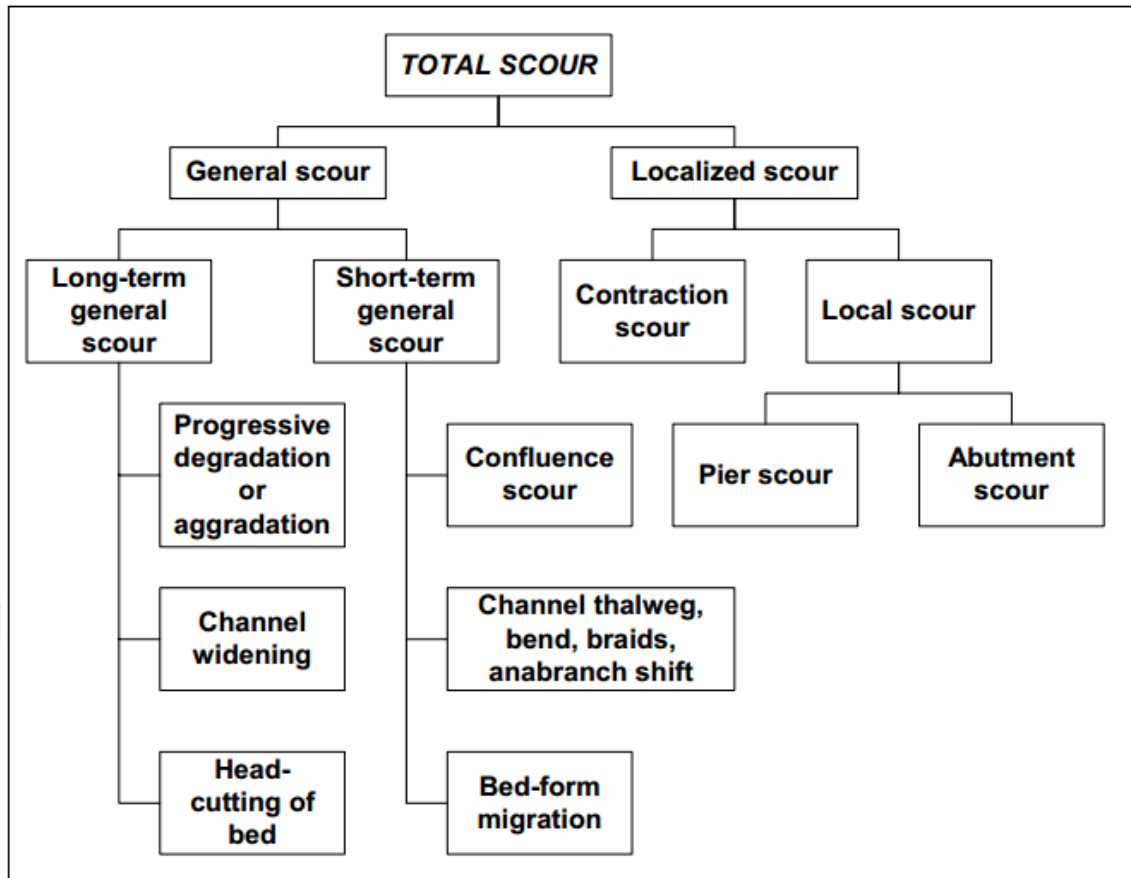 TOTAL SCOUR
General scour
Localized scour
Long-term
general
scour
Short-term
general
scour
Contraction
scour
Local scour
Progressive
degradation
or
aggradation
Confluence
scour
Pier scour
Abutment
scour
Channel
widening
Channel thalweg,
bend, braids,
anabranch shift
Head-
cutting of
bed
Bed-form
migration